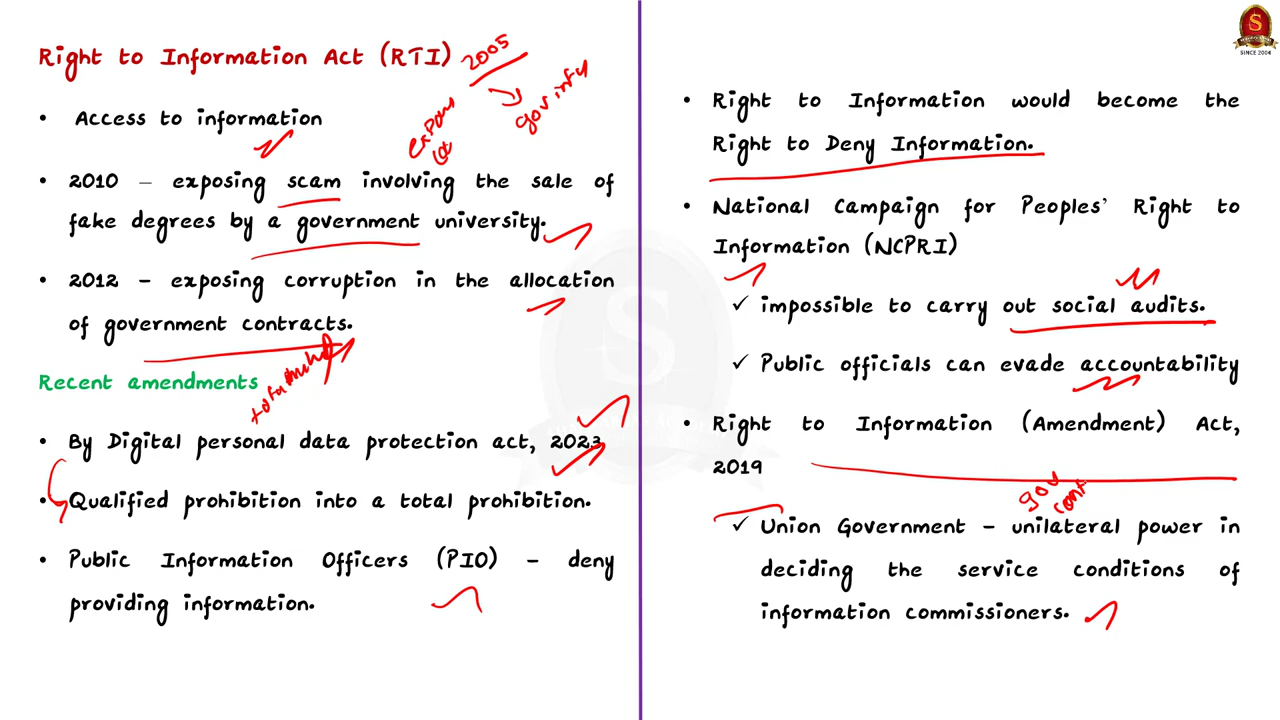 Right to Information Act (RTI) 2005
gov infn
• Access to information
• 2010 – exposing scam involving the sale of
fake degrees by a government university.
• 2012 - exposing corruption in the allocation
of government contracts.
Recent amendments
• By Digital personal data protection act, 2023
• Qualified prohibition into a total prohibition.
• Public Information Officers (PIO) - deny
providing information.
S
SINCE 2004
• Right to Information would become the
Right to Deny Information.
• National Campaign for Peoples' Right to
Information (NCPRI)
✓ impossible to carry out social audits.
✓ Public officials can evade accountability
• Right to Information (Amendment) Act,
2019
gov
cont
✓ Union Government - unilateral power in
deciding the service conditions of
information commissioners.